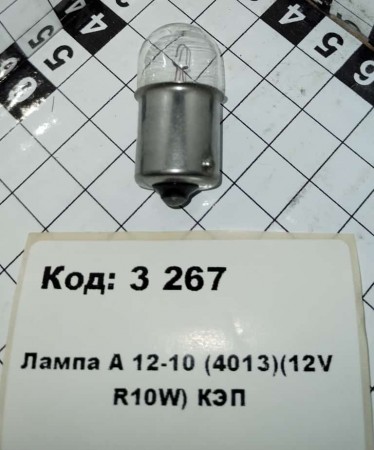 Код: 3 267
Лампа А 12-10 (4013)(12V
R10W) КЭП